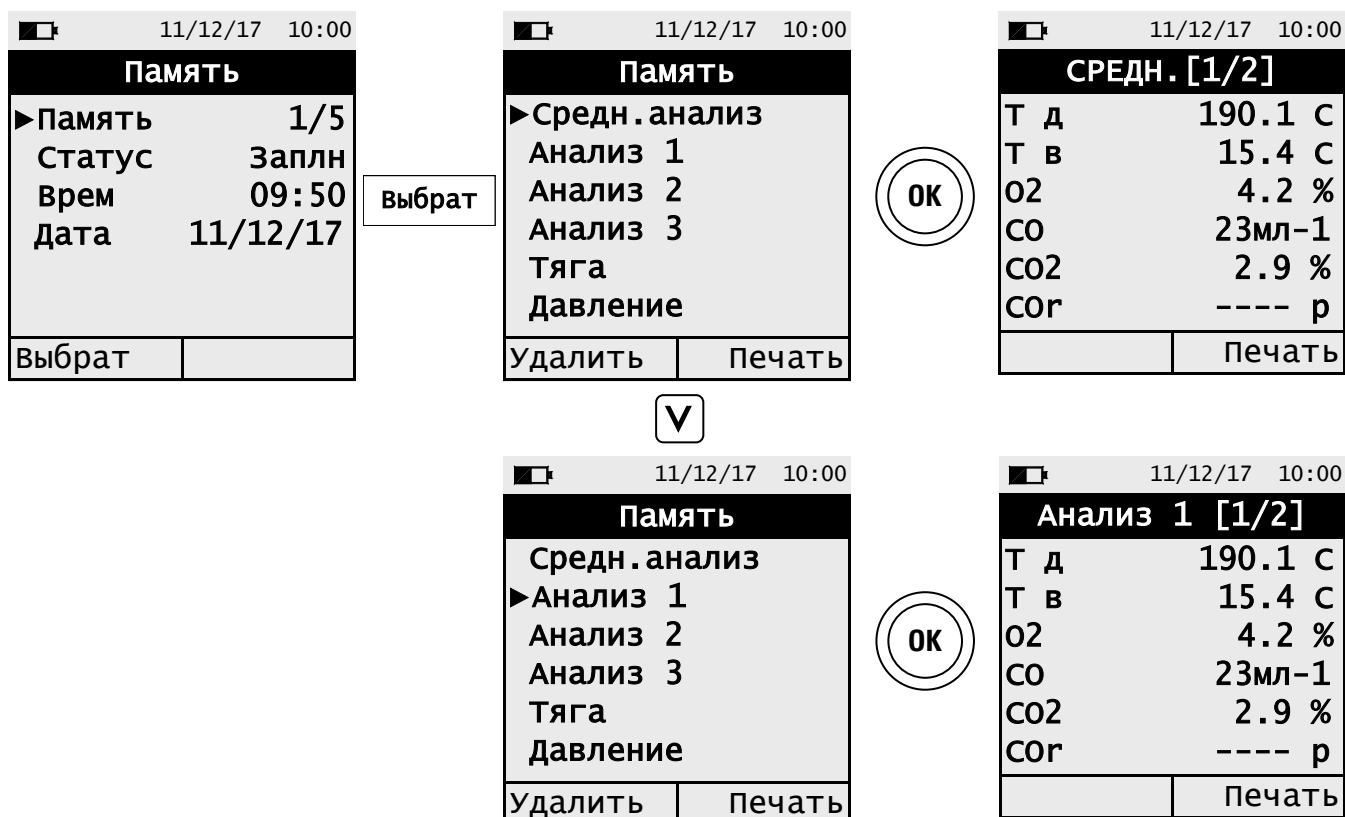 11/12/17 10:00
Память
▶Память 1/5
Статус Заплн
Врем 09:50
Дата 11/12/17
Выбрат
Выбрат
11/12/17 10:00
Память
▶Средн.анализ
Анализ 1
Анализ 2
Анализ 3
Тяга
Давление
Удалить Печать
OK
11/12/17 10:00
СРЕДН.[1/2]
Т д 190.1 C
Т в 15.4 C
O2 4.2 %
CO 23мл-1
CO2 2.9 %
COr ---- p
Печать
V
11/12/17 10:00
Память
Средн.анализ
▶Анализ 1
Анализ 2
Анализ 3
Тяга
Давление
Удалить Печать
OK
11/12/17 10:00
Анализ 1 [1/2]
Т д 190.1 C
Т в 15.4 C
O2 4.2 %
CO 23мл-1
CO2 2.9 %
COr ---- p
Печать